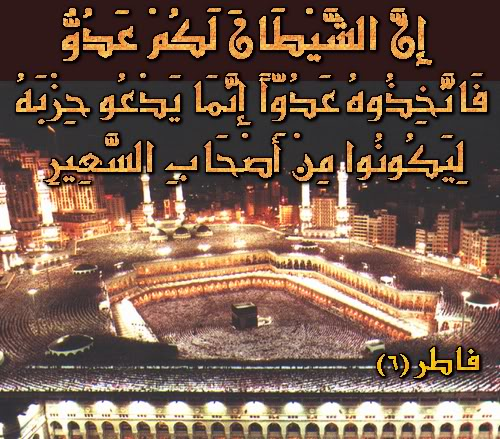 إِنَّ الشَّيْطَانَ لَكُمْ عَدُوٌّ
فَاتَّخِذُوهُ عَدُوّاً إِنَّمَا يَدْعُو حِزْبَهُ
لِيَكُونُوا مِنْ أَصْحَابِ السَّعِيرِ
فاطر (٦)